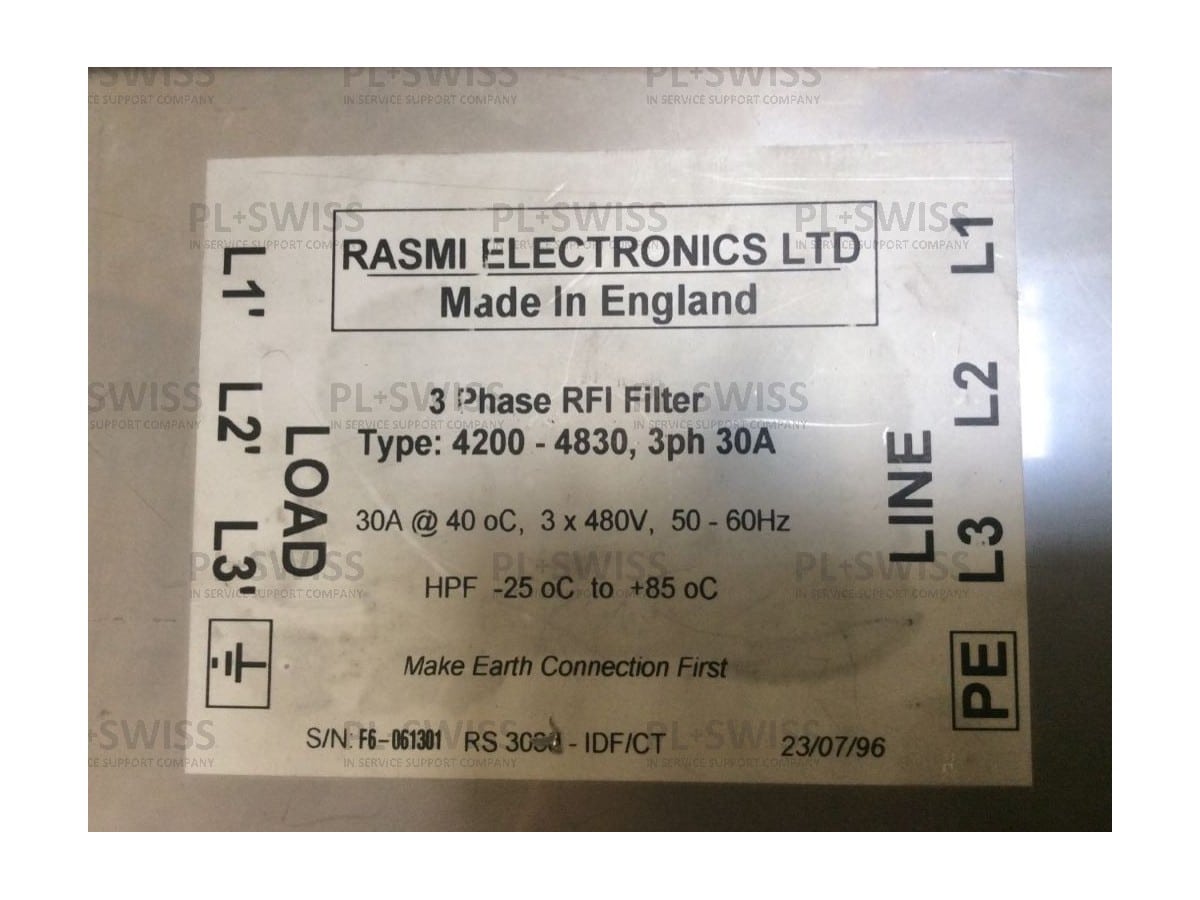 RASMI ELECTRONICS LTD
Made In England
3 Phase RFI Filter
Type: 4200 - 4830, 3ph 30A
30A @ 40 oC, 3 x 480V, 50 - 60Hz
HPF -25 oC to +85 oC
Make Earth Connection First
S/N: F6-061301 RS - IDF/CT 23/07/96
L1'
L2'
L3'
LOAD
LINE
L1
L2
L3
PE
PL+SWISS
IN SERVICE SUPPORT COMPANY